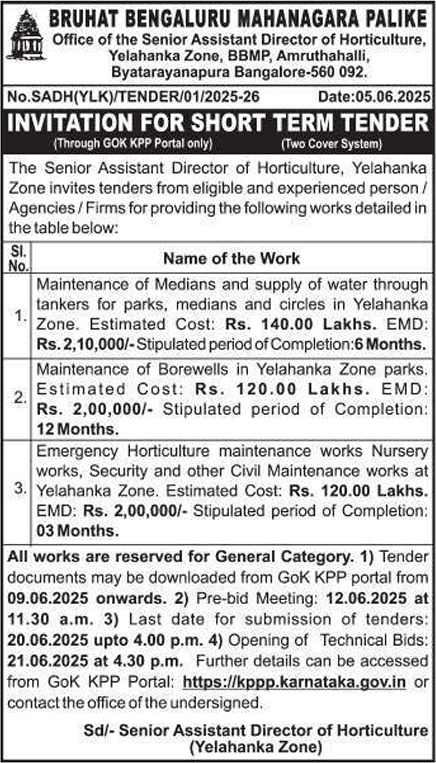 BRUHAT BENGALURU MAHANAGARA PALIKE
Office of the Senior Assistant Director of Horticulture,
Yelahanka Zone, BBMP, Amruthahalli,
Byatarayanapura Bangalore-560 092.
No.SADH(YLK)/TENDER/01/2025-26 Date:05.06.2025
INVITATION FOR SHORT TERM TENDER
(Through GOK KPP Portal only) (Two Cover System)
The Senior Assistant Director of Horticulture, Yelahanka
Zone invites tenders from eligible and experienced person /
Agencies / Firms for providing the following works detailed in
the table below:
Sl. No. Name of the Work
1. Maintenance of Medians and supply of water through
tankers for parks, medians and circles in Yelahanka
Zone. Estimated Cost: Rs. 140.00 Lakhs. EMD:
Rs. 2,10,000/- Stipulated period of Completion:6 Months.
2. Maintenance of Borewells in Yelahanka Zone parks.
Estimated Cost: Rs. 120.00 Lakhs. EMD:
Rs. 2,00,000/- Stipulated period of Completion:
12 Months.
3. Emergency Horticulture maintenance works Nursery
works, Security and other Civil Maintenance works at
Yelahanka Zone. Estimated Cost: Rs. 120.00 Lakhs.
EMD: Rs. 2,00,000/- Stipulated period of Completion:
03 Months.
All works are reserved for General Category. 1) Tender
documents may be downloaded from GoK KPP portal from
09.06.2025 onwards. 2) Pre-bid Meeting: 12.06.2025 at
11.30 a.m. 3) Last date for submission of tenders:
20.06.2025 upto 4.00 p.m. 4) Opening of Technical Bids:
21.06.2025 at 4.30 p.m. Further details can be accessed
from GoK KPP Portal: https://kppp.karnataka.gov.in or
contact the office of the undersigned.
Sd/- Senior Assistant Director of Horticulture
(Yelahanka Zone)